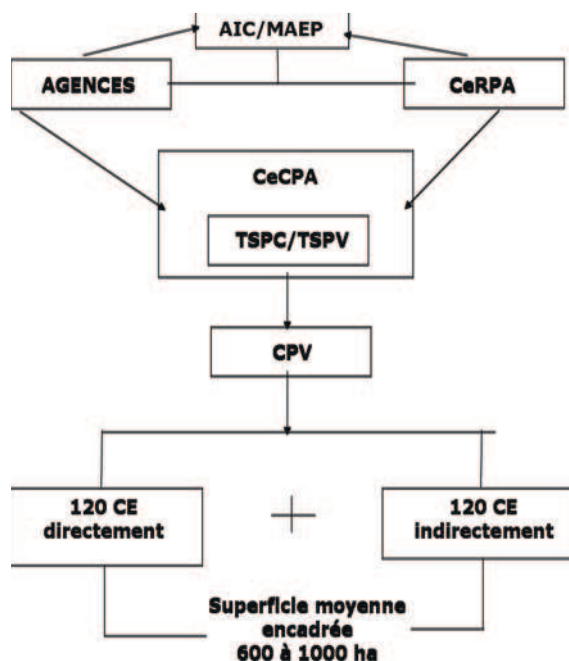 AIC/MAEP
AGENCES
CeRPA
CeCPA
TSPC/TSPV
CPV
120 CE
directement
120 CE
indirectement
Superficie moyenne
encadrée
600 à 1000 ha